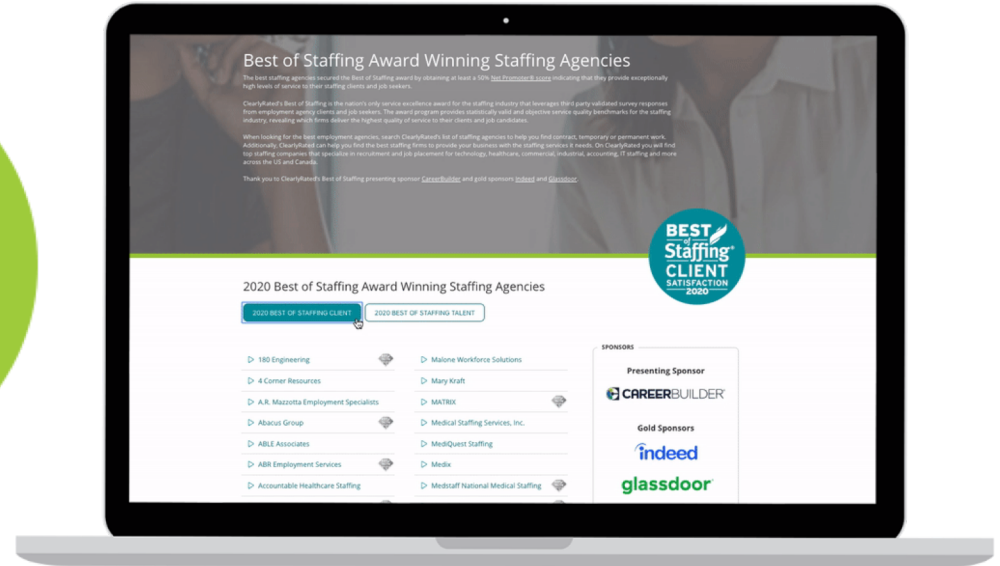 Best of Staffing Award Winning Staffing Agencies
The best staffing agencies secured the Best of Staffing award by obtaining at least a 50% Net Promoter® score indicating that they provide exceptionally
high levels of service to their staffing clients and job seekers.
ClearlyRated's Best of Staffing is the nation's only service excellence award for the staffing industry that leverages third party validated survey responses
from employment agency clients and job seekers. The award program provides statistically valid and objective service quality benchmarks for the staffing
industry, revealing which firms deliver the highest quality of service to their clients and job candidates.
When looking for the best employment agencies, search ClearlyRated's list of staffing agencies to help you find contract, temporary or permanent work.
Additionally, ClearlyRated can help you find the best staffing firms to provide your business with the staffing services it needs. On ClearlyRated you will find
top staffing companies that specialize in recruitment and job placement for technology, healthcare, commercial, industrial, accounting, IT staffing and more
across the US and Canada.
Thank you to ClearlyRated's Best of Staffing presenting sponsor CareerBuilder and gold sponsors Indeed and Glassdoor.
BEST
of
Staffing®
CLIENT
SATISFACTION
2020
2020 Best of Staffing Award Winning Staffing Agencies
2020 BEST OF STAFFING CLIENT
2020 BEST OF STAFFING TALENT
180 Engineering
4 Corner Resources
A.R. Mazzotta Employment Specialists
Abacus Group
ABLE Associates
ABR Employment Services
Accountable Healthcare Staffing
Malone Workforce Solutions
Mary Kraft
MATRIX
Medical Staffing Services, Inc.
MediQuest Staffing
Medix
Medstaff National Medical Staffing
SPONSORS
Presenting Sponsor
CAREERBUILDER
Gold Sponsors
indeed
glassdoor